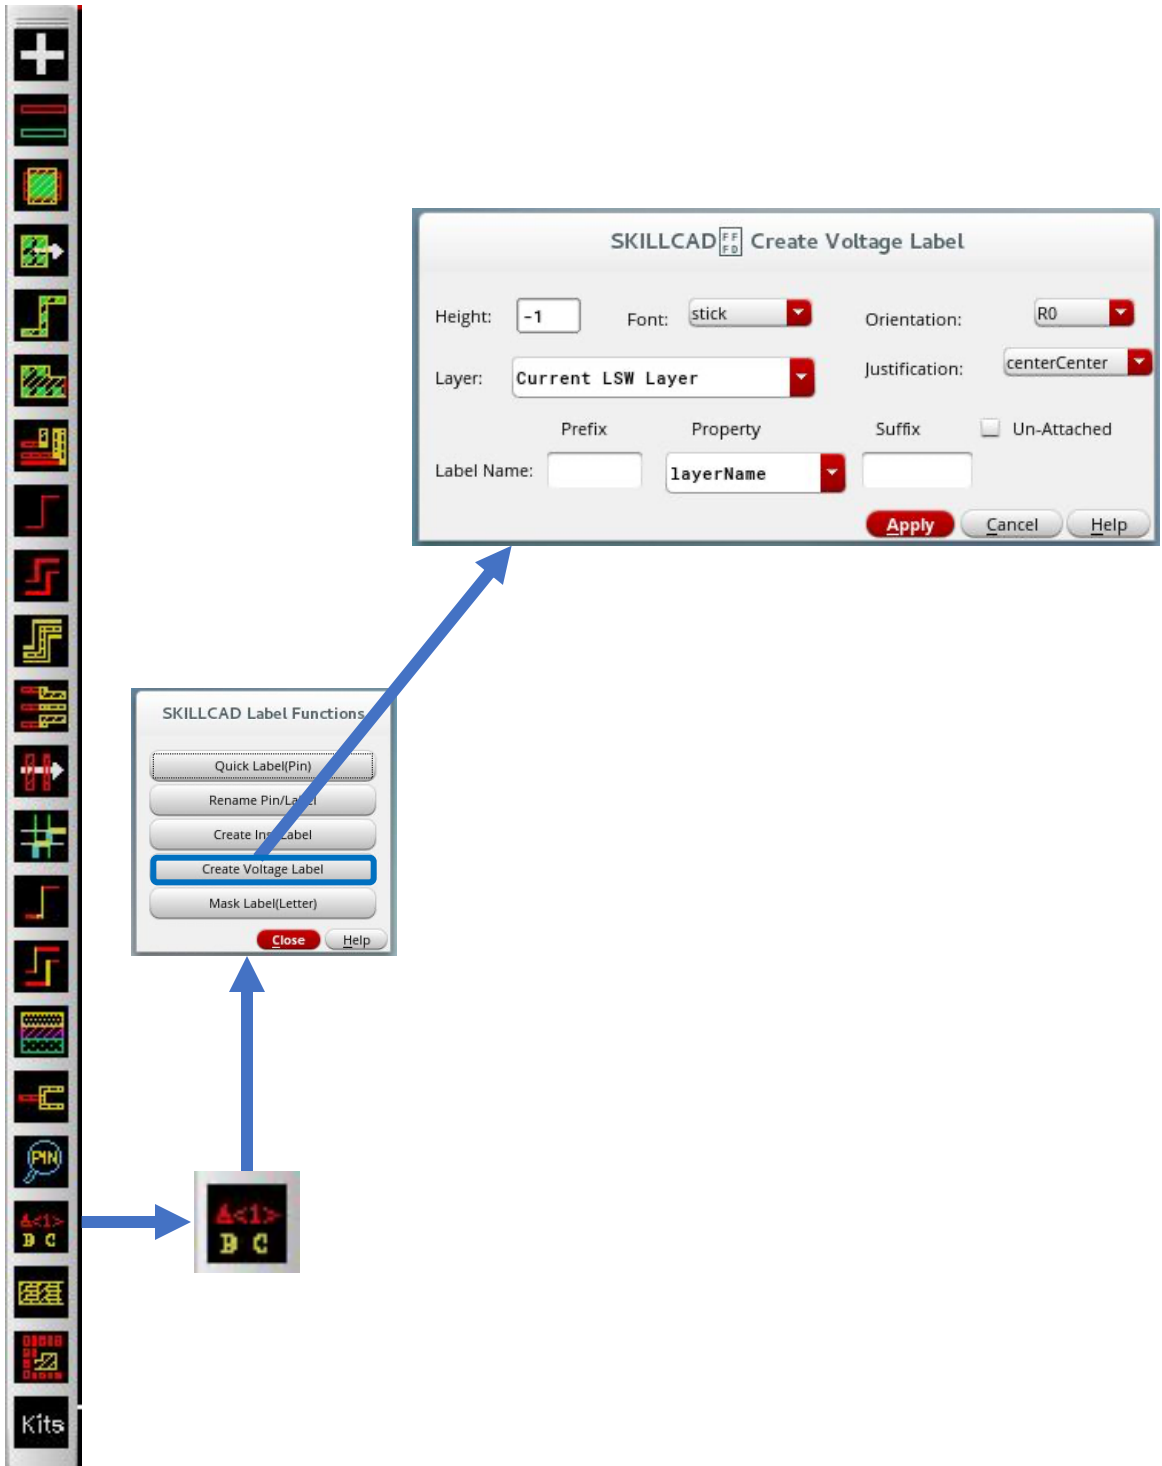 SKILLCAD Create Voltage Label
Height: -1 Font: stick Orientation: R0
Layer: Current LSW Layer Justification: centerCenter
Prefix Property Suffix Un-Attached
Label Name: layerName
Apply Cancel Help
SKILLCAD Label Functions
Quick Label(Pin)
Rename Pin/Label
Create Inst Label
Create Voltage Label
Mask Label(Letter)
Close Help
PIN
A<1>
B C
A<1>
B C
Kits